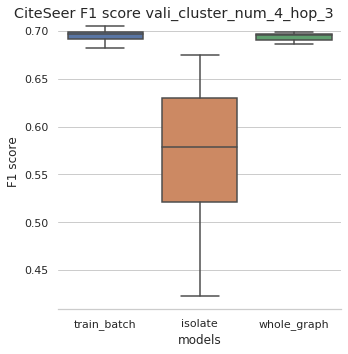 CiteSeer F1 score vali_cluster_num_4_hop_3
0.70
0.65
0.60
0.55
0.50
0.45
F1 score
train_batch isolate whole_graph
models